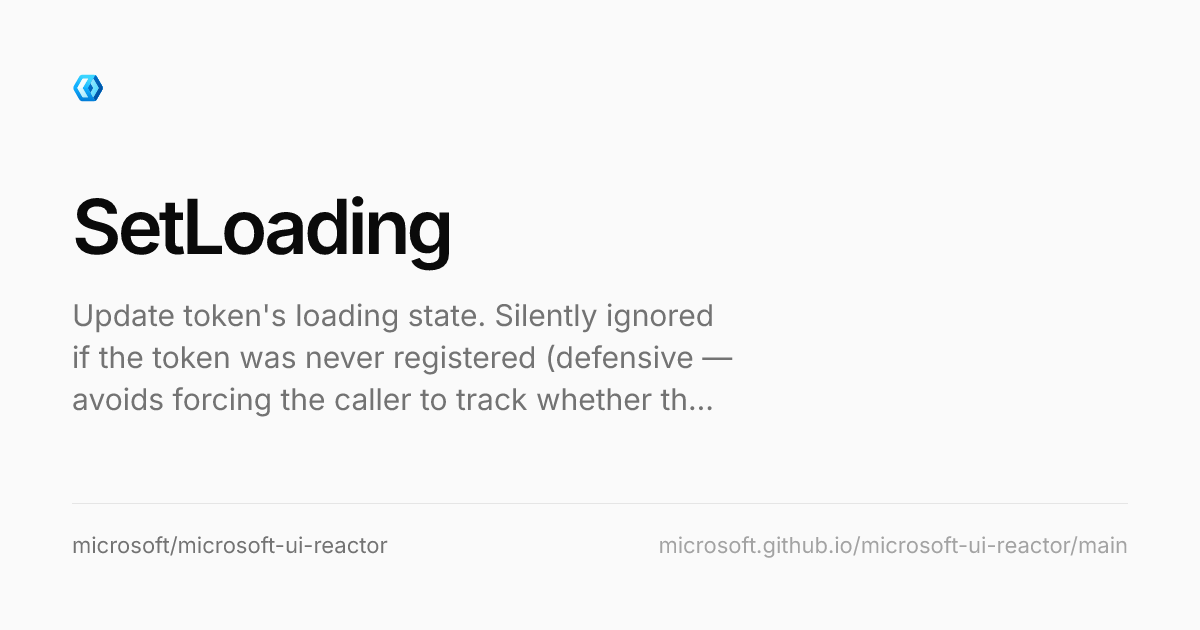 SetLoading
Update token's loading state. Silently ignored
if the token was never registered (defensive —
avoids forcing the caller to track whether th...
microsoft/microsoft-ui-reactor
microsoft.github.io/microsoft-ui-reactor/main